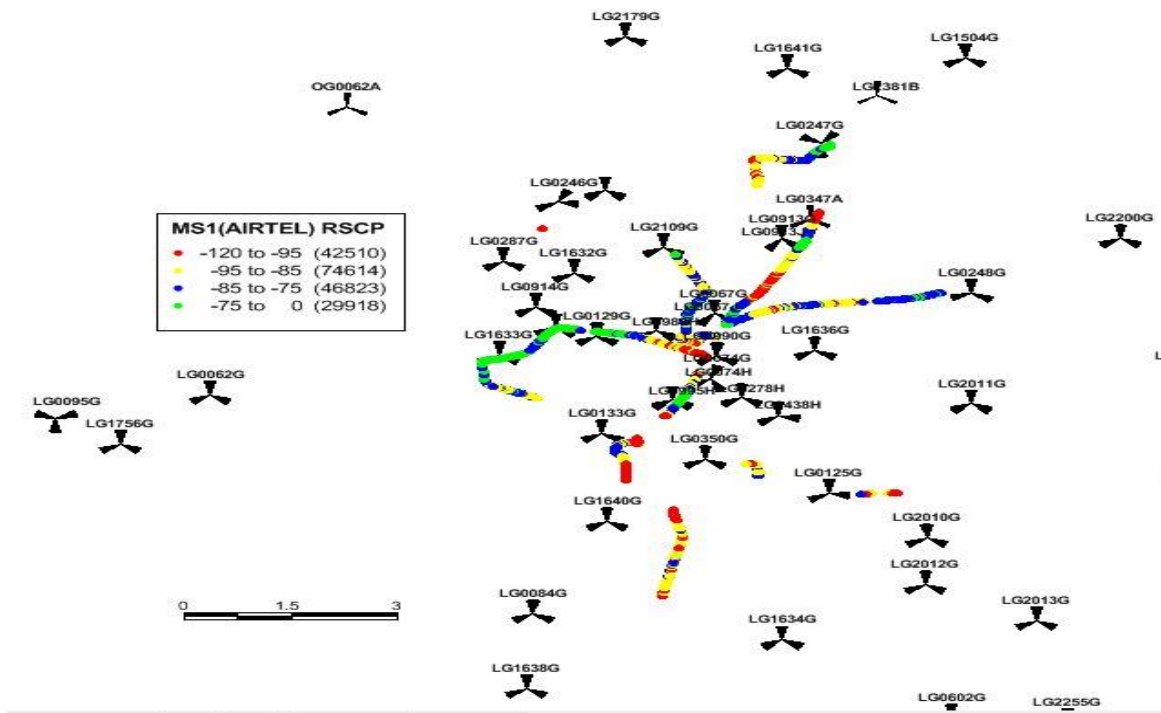 LG2179G
LG1641G
LG1504G
OG0062A
LG0247G
LG0246G
LG0347A
LG2200G
MS1(AIRTEL) RSCP
-120 to -95 (42510)
-95 to -85 (74614)
-85 to -75 (46823)
-75 to 0 (29918)
LG2109G
LG0287G
LG1632G
LG0248G
LG0914G
LG0129G
LG1633G
LG1636G
LG0062G
LG0095G
LG1756G
LG2011G
LG0133G
LG0350G
LG0125G
LG1640G
LG2010G
LG2012G
0 1.5 3
LG0084G
LG2013G
LG1634G
LG1638G
LG0602G
LG2255G